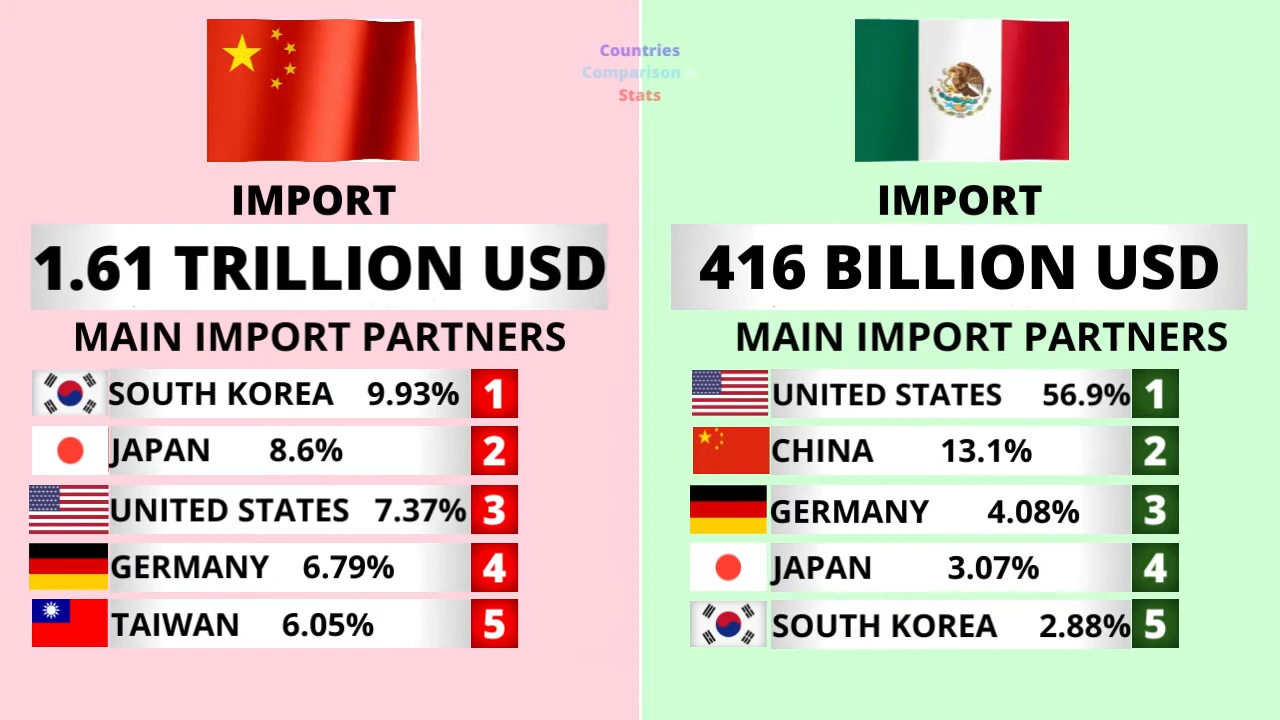 Countries
Comparison
Stats
IMPORT
1.61 TRILLION USD
MAIN IMPORT PARTNERS
SOUTH KOREA 9.93% 1
JAPAN 8.6% 2
UNITED STATES 7.37% 3
GERMANY 6.79% 4
TAIWAN 6.05% 5
IMPORT
416 BILLION USD
MAIN IMPORT PARTNERS
UNITED STATES 56.9% 1
CHINA 13.1% 2
GERMANY 4.08% 3
JAPAN 3.07% 4
SOUTH KOREA 2.88% 5